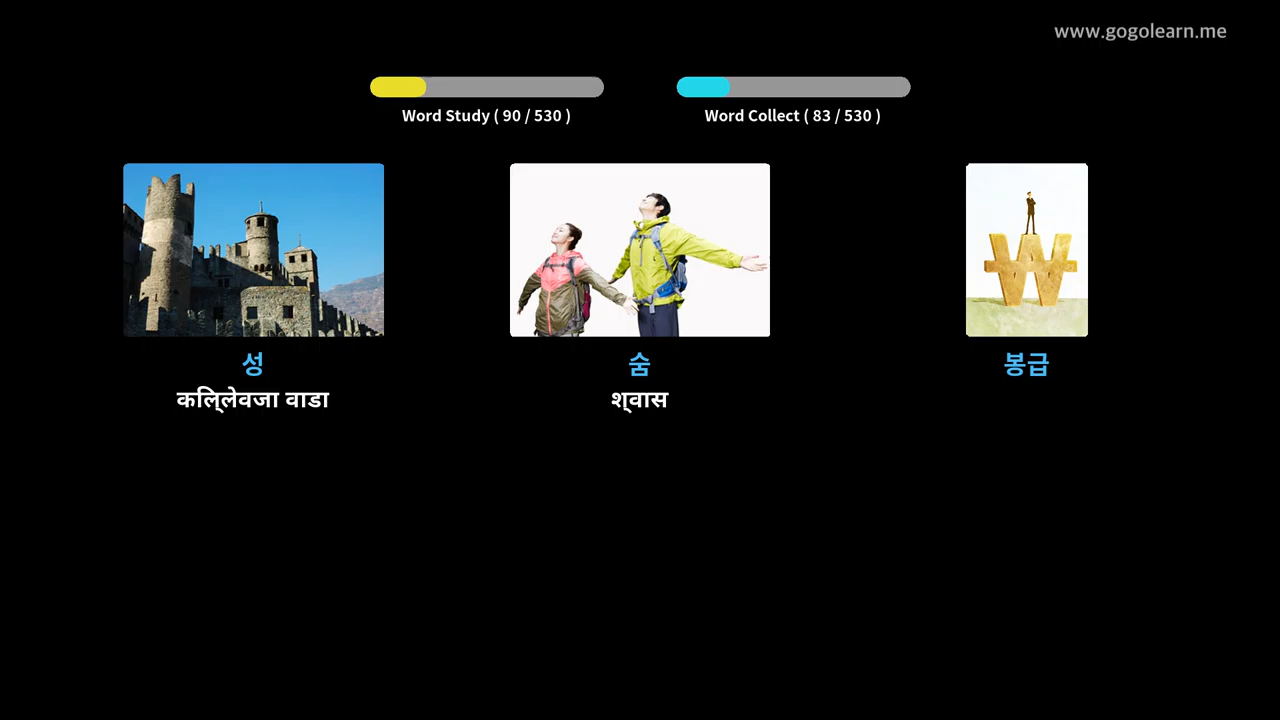 www.gogolearn.me
Word Study ( 90 / 530 )
Word Collect ( 83 / 530 )
성
숨
봉급
कल्लेवजा वाडा
श्वास